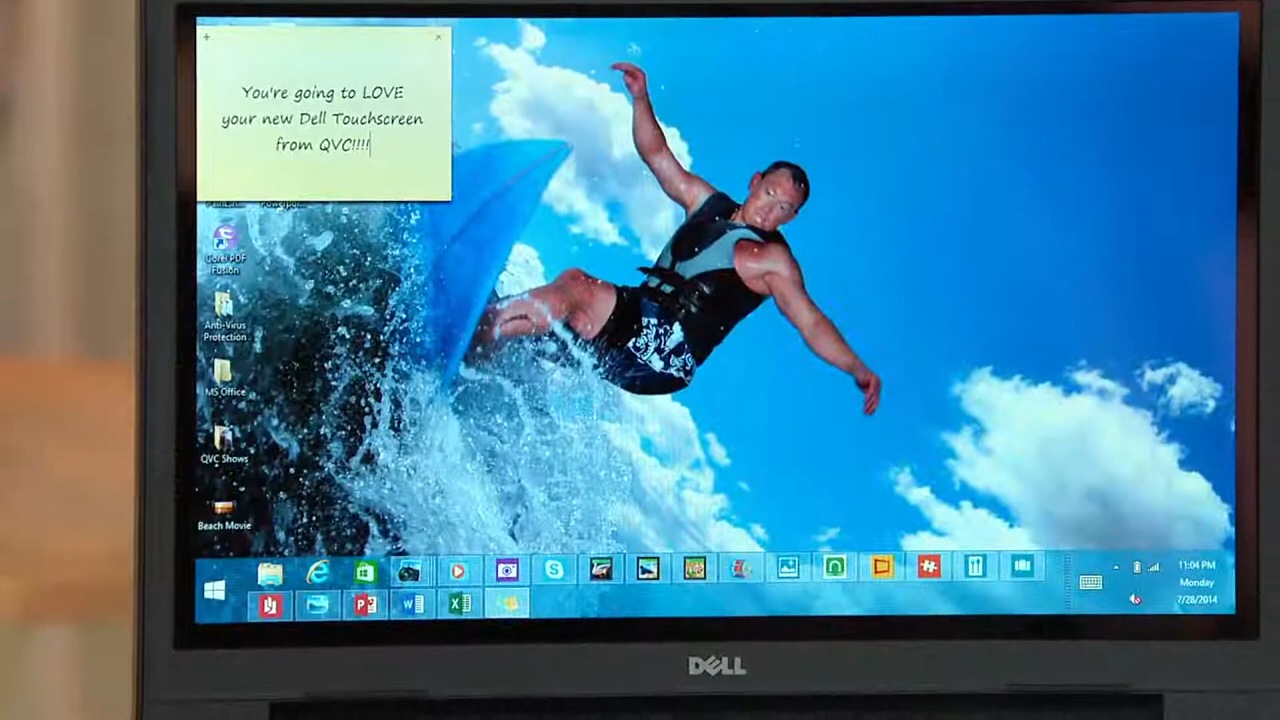 You're going to LOVE
your new Dell Touchscreen
from QVC!!!!
Corel PDF
Fusion
Anti-Virus
Protection
MS Office
QVC Shows
Beach Movie
11:04 PM
Monday
7/28/2014
DELL